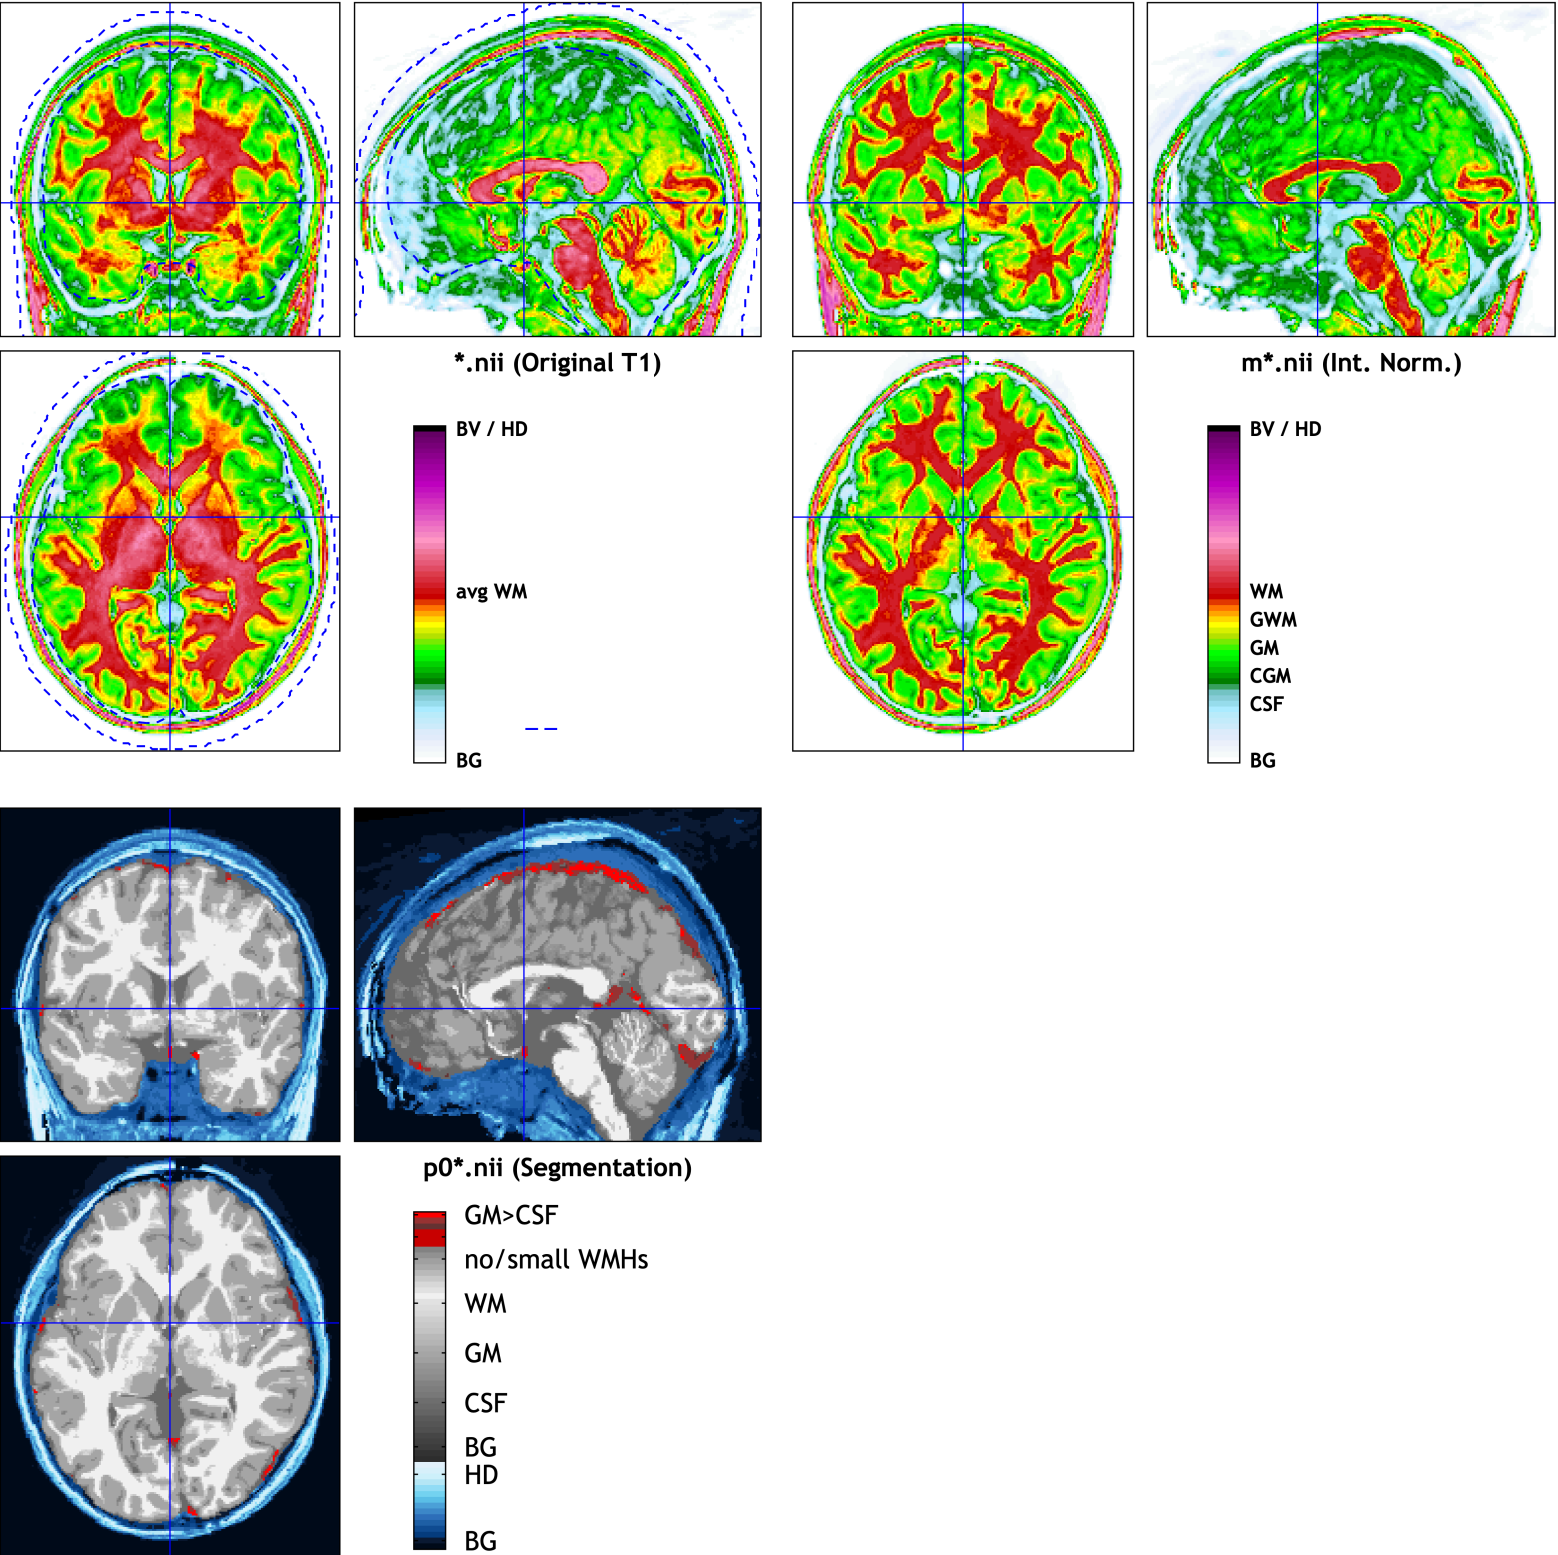 *.nii (Original T1)
BV / HD
avg WM
BG
m*.nii (Int. Norm.)
BV / HD
WM
GWM
GM
CGM
CSF
BG
p0*.nii (Segmentation)
GM>CSF
no/small WMHs
WM
GM
CSF
BG
HD
BG